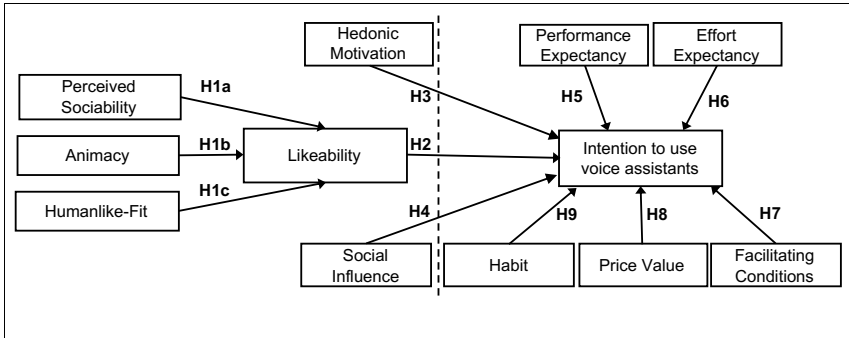 Hedonic
Motivation
Performance
Expectancy
Effort
Expectancy
Perceived
Sociability
H1a
H3
H5
H6
Animacy
H1b
Likeability
H2
Intention to use
voice assistants
H1c
Humanlike-Fit
H4
H9
H8
H7
Social
Influence
Habit
Price Value
Facilitating
Conditions